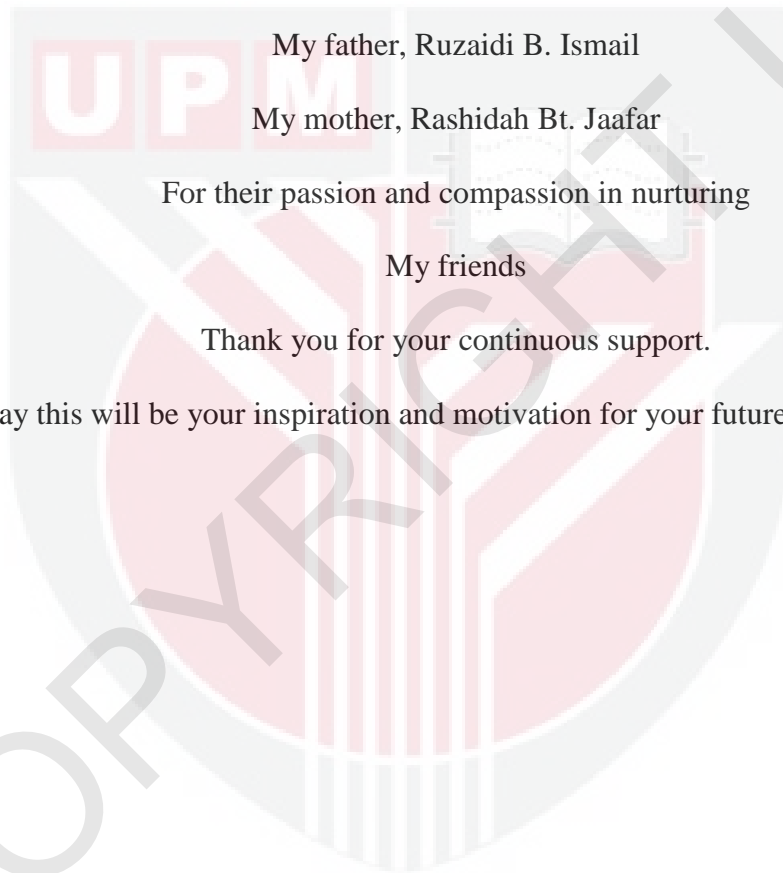 UPM
My father, Ruzaidi B. Ismail
My mother, Rashidah Bt. Jaafar
For their passion and compassion in nurturing
My friends
Thank you for your continuous support.
this will be your inspiration and motivation for your future
OPYRIGHT